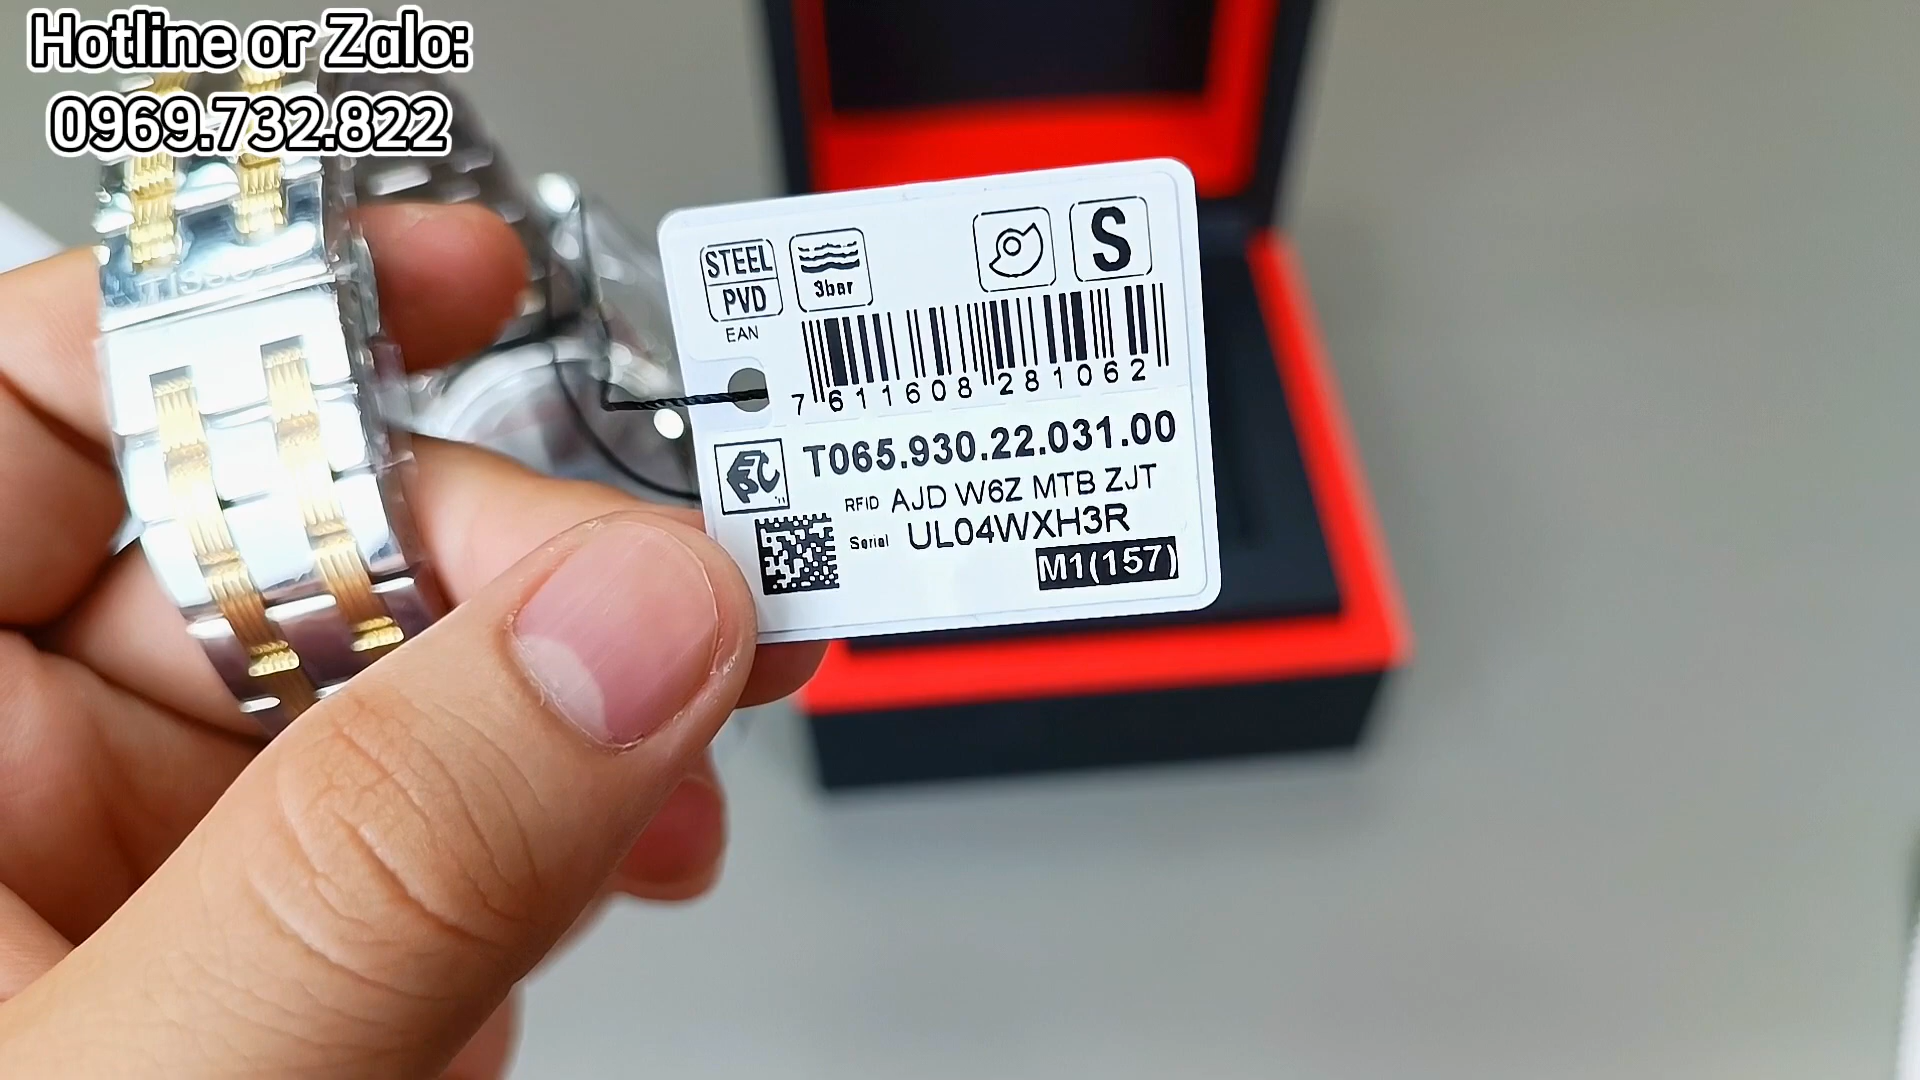 Hotline or Zalo:
0969.732.822
STEEL
PVD
3bar
S
EAN
7 611608 281062
T065.930.22.031.00
RFID AJD W6Z MTB ZJT
Serial UL04WXH3R
M1(157)